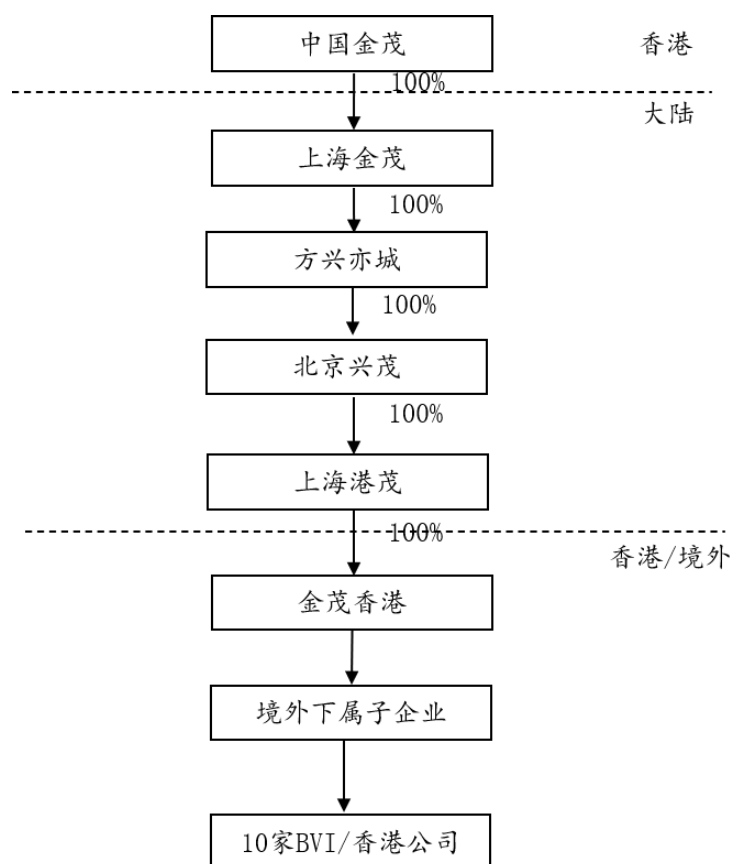 中国金茂
香港
100%
大陆
上海金茂
100%
方兴亦城
100%
北京兴茂
100%
上海港茂
100%
香港/境外
金茂香港
境外下属子企业
10家BVI/香港公司